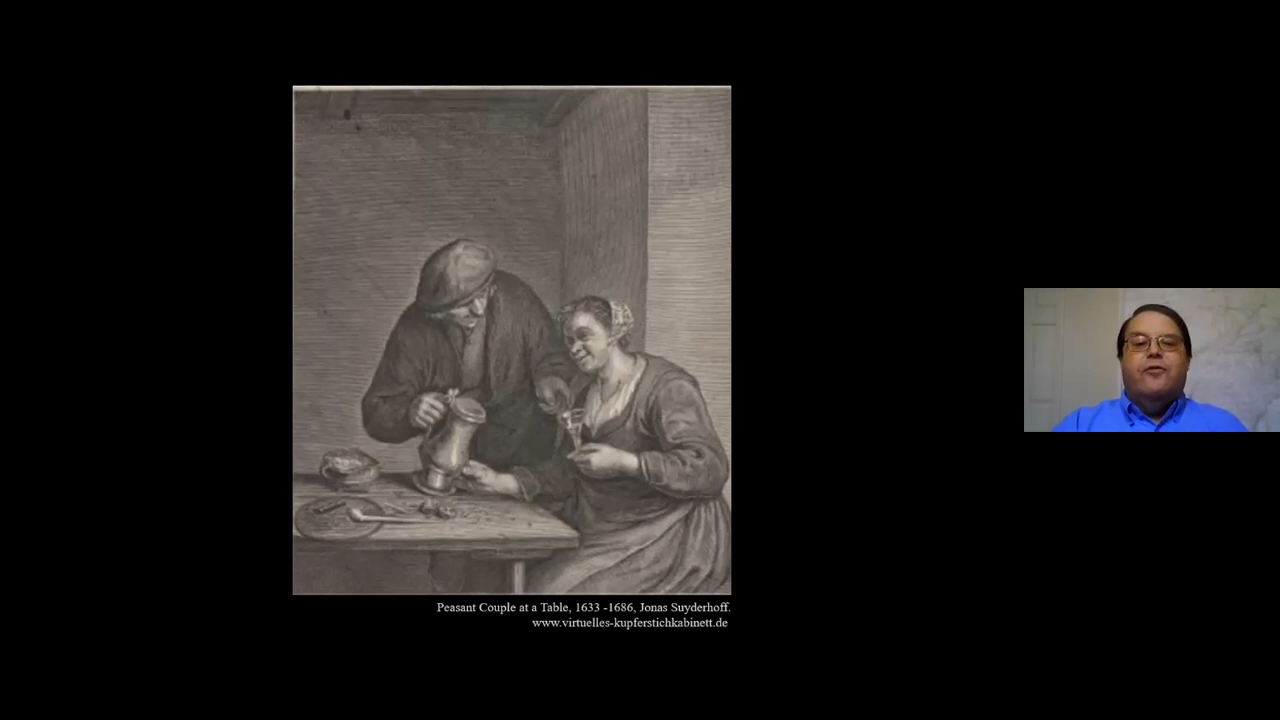 Peasant Couple at a Table, 1633 -1686, Jonas Suyderhoff.
www.virtuelles-kupferstichkabinett.de